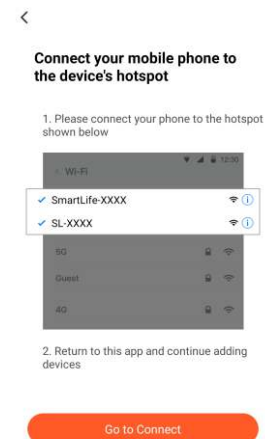 Connect your mobile phone to
the device's hotspot
1. Please connect your phone to the hotspot
shown below
12:00
Wi-Fi
SmartLife-XXXX
SL-XXXX
5G
Guest
4G
2. Return to this app and continue adding
devices
Go to Connect